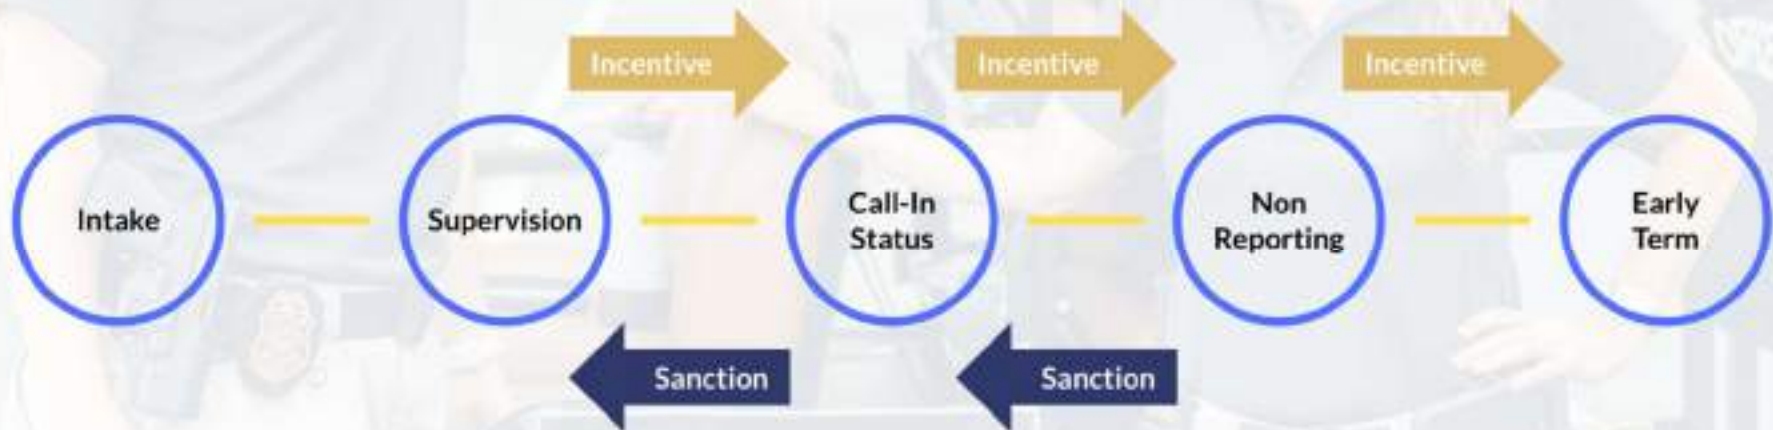 Incentive
Incentive
Incentive
Intake
Supervision
Call-In
Status
Non
Reporting
Early
Term
Sanction
Sanction